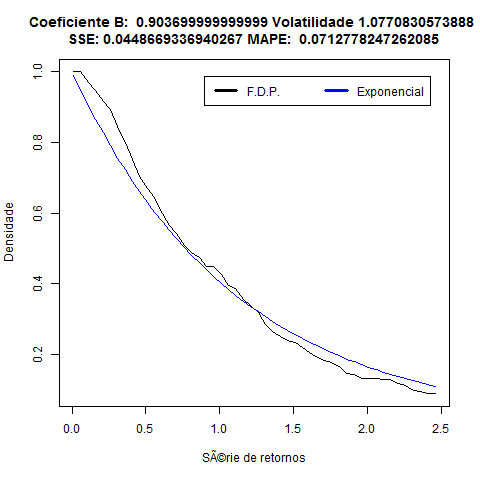 Coeficiente B:  0.903699999999999 Volatilidade 1.0770830573888
SSE: 0.0448669336940267 MAPE:  0.0712778247262085
F.D.P.
Exponencial
Densidade
1.0
0.8
0.6
0.4
0.2
0.0
0.5
1.0
1.5
2.0
2.5
SÃ©rie de retornos